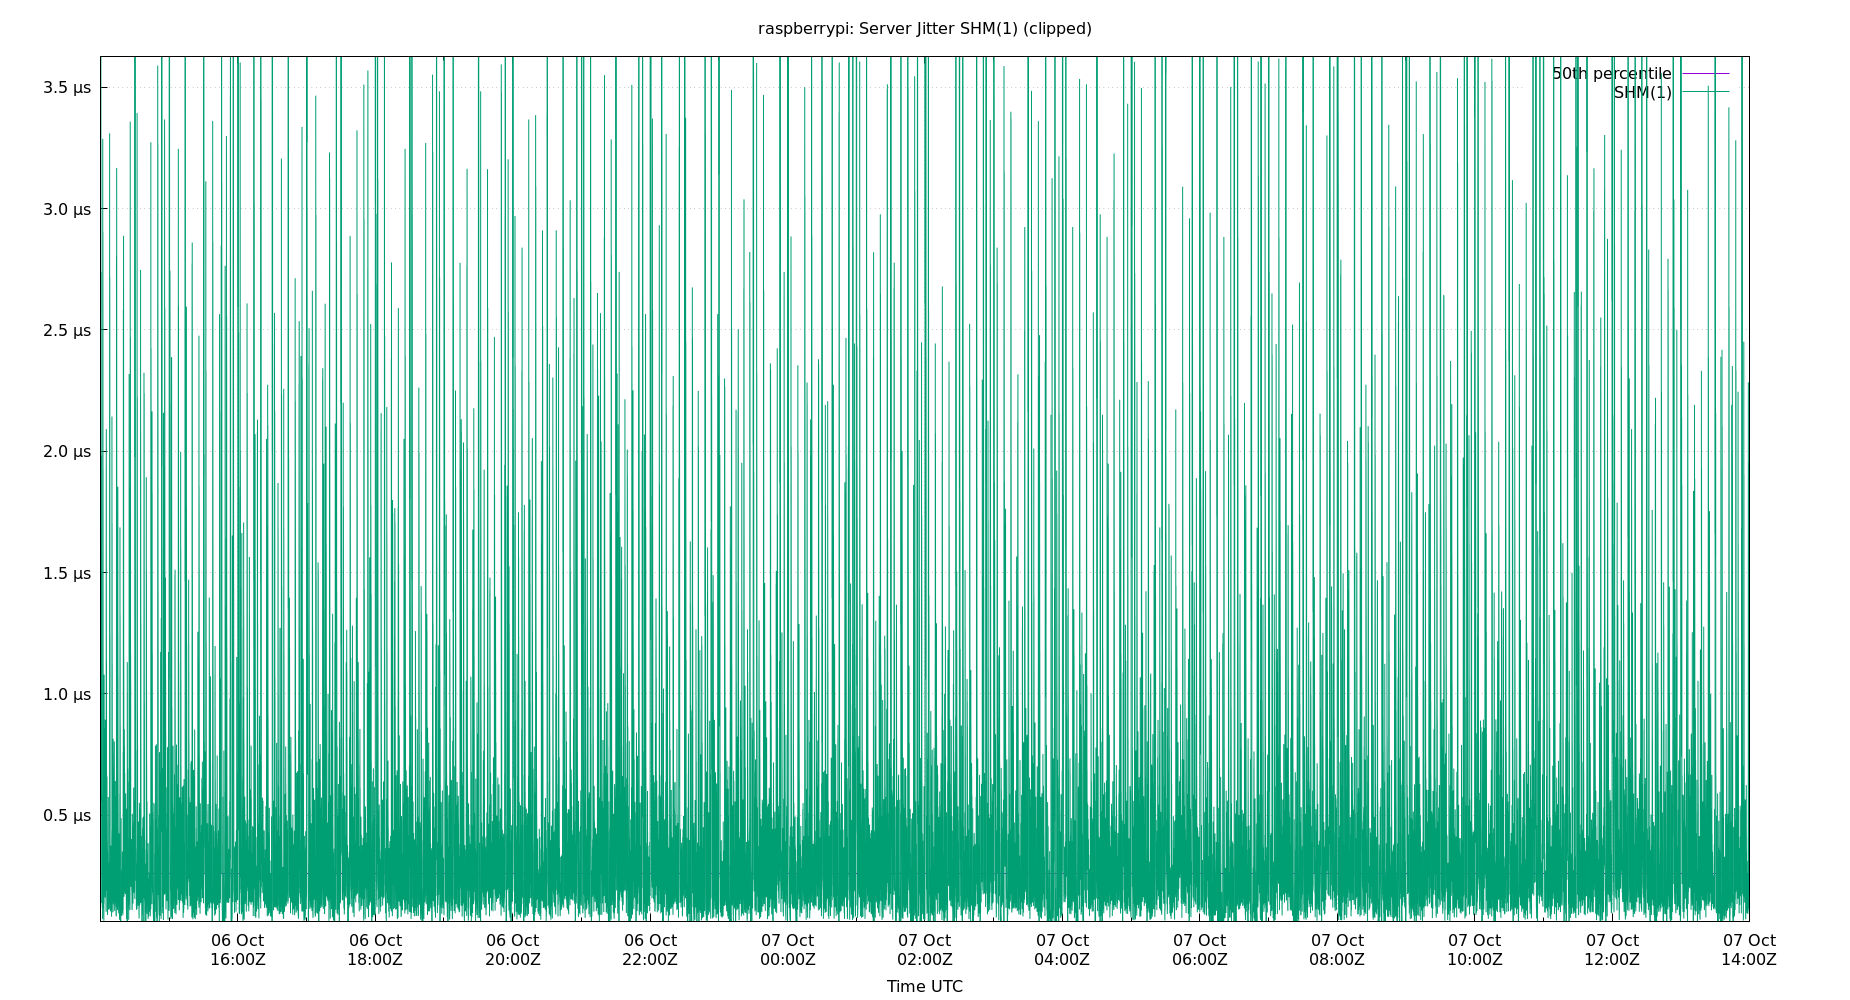 raspberrypi: Server Jitter SHM(1) (clipped)
50th percentile
SHM(1)
3.5 μs
3.0 μs
2.5 μs
2.0 μs
1.5 μs
1.0 μs
0.5 μs
06 Oct 06 Oct 06 Oct 06 Oct 07 Oct 07 Oct 07 Oct 07 Oct 07 Oct 07 Oct 07 Oct 07 Oct
16:00Z 18:00Z 20:00Z 22:00Z 00:00Z 02:00Z 04:00Z 06:00Z 08:00Z 10:00Z 12:00Z 14:00Z
Time UTC